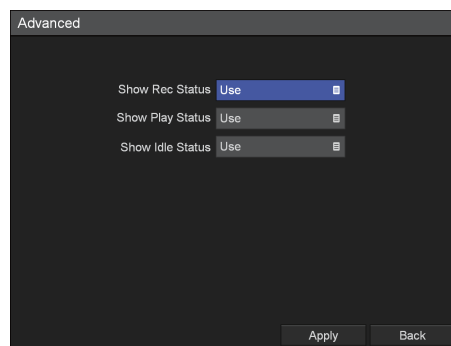 Advanced
Show Rec Status Use
Show Play Status Use
Show Idle Status Use
Apply Back